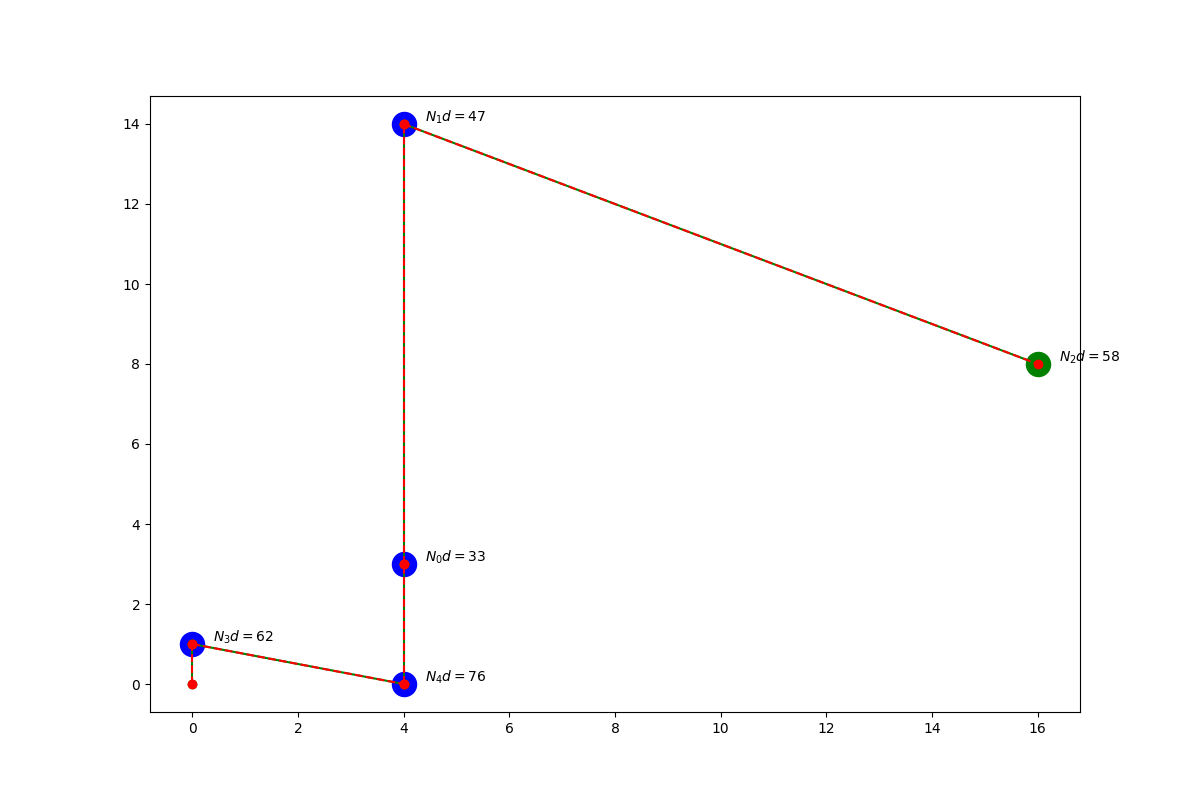 14
12
10
8
6
4
2
0
0 2 4 6 8 10 12 14 16
N₁d = 47
N₂d = 58
N₀d = 33
N₃d = 62
N₄d = 76